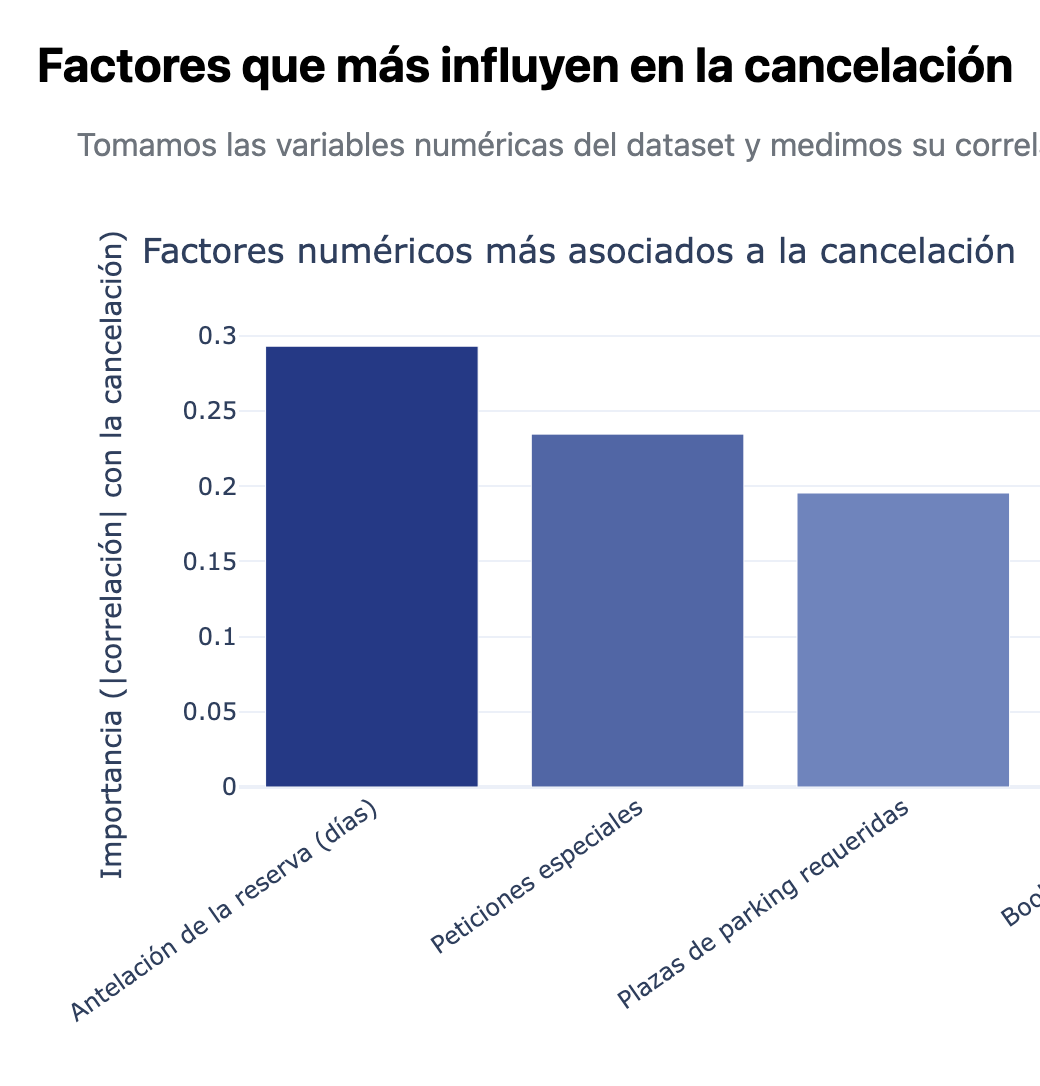 Factores que más influyen en la cancelación
Tomamos las variables numéricas del dataset y medimos su
Factores numéricos más asociados a la cancelación
Importancia (|correlación| con la cancelación)
0.3
0.25
0.2
0.15
0.1
0.05
0
Antelación de la reserva (días)
Peticiones especiales
Plazas de parking requeridas